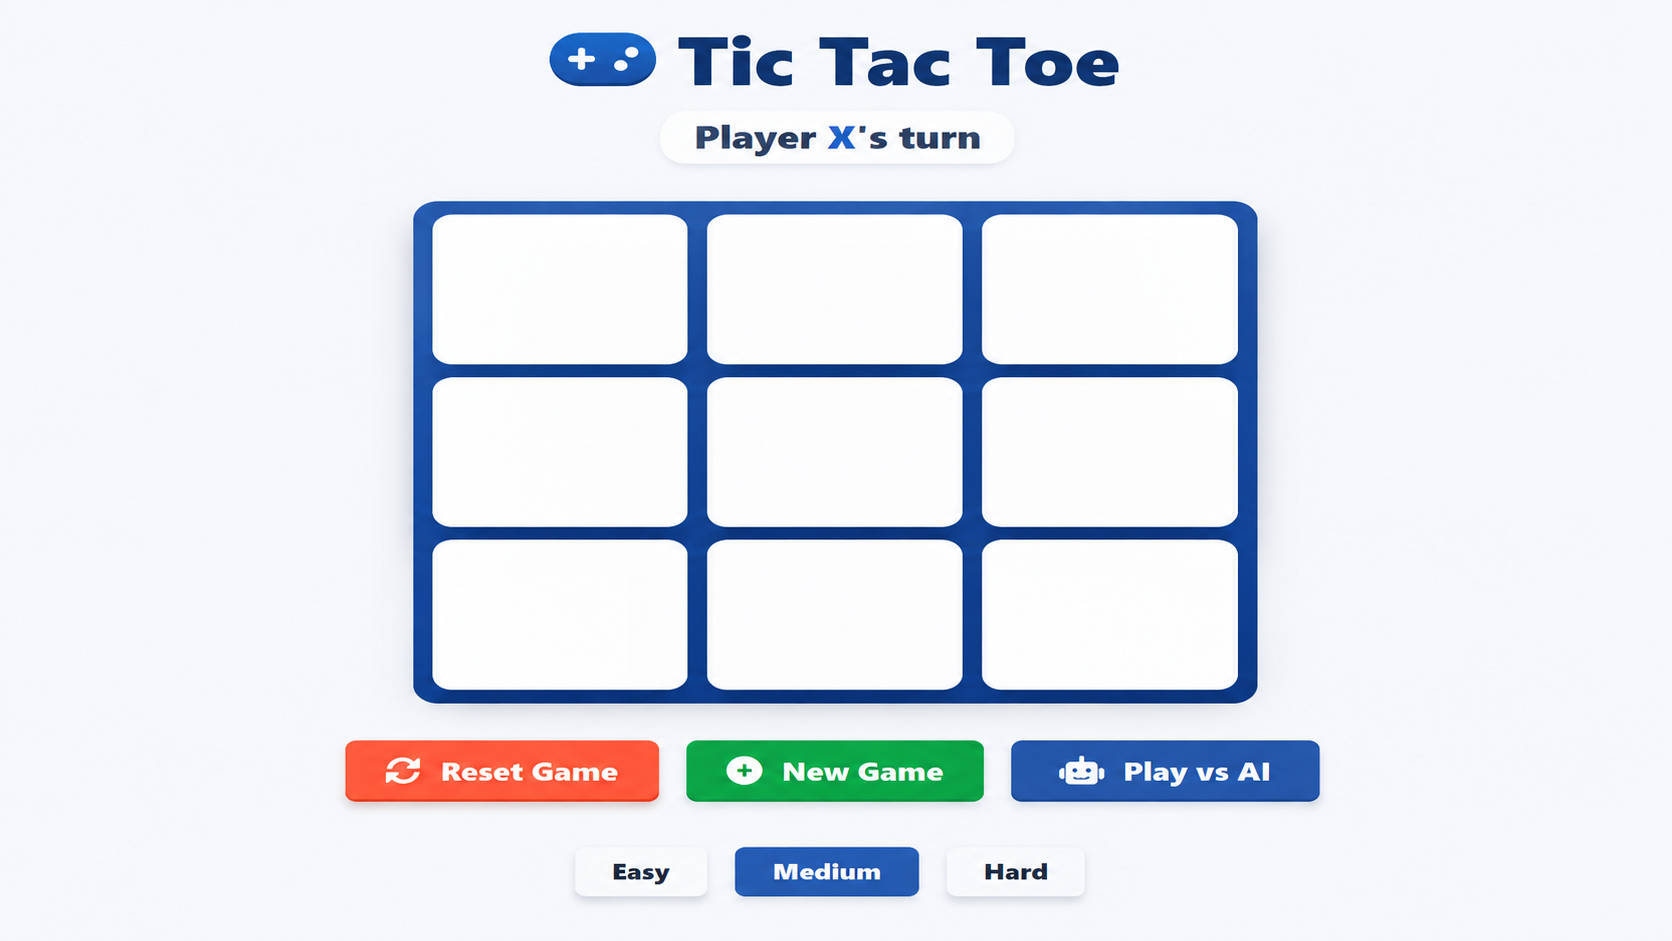 Tic Tac Toe
Player X's turn
Reset Game
New Game
Play vs AI
Easy
Medium
Hard